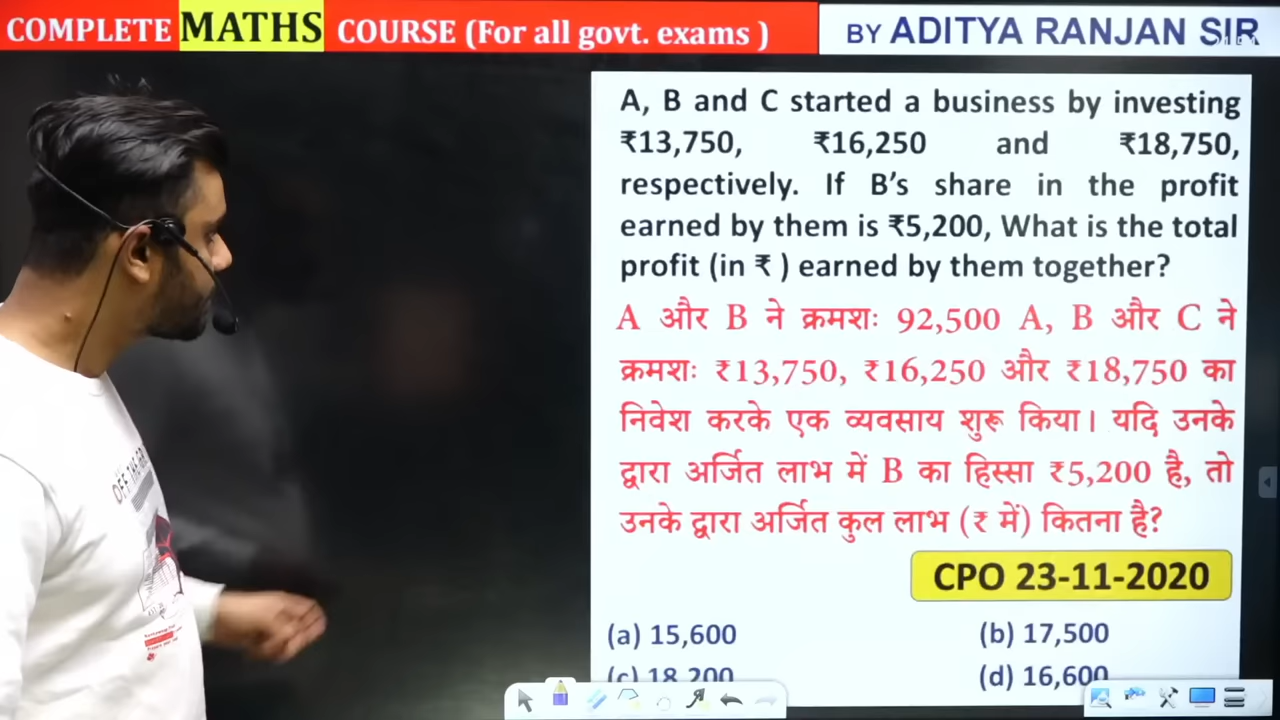 COMPLETE MATHS COURSE (For all govt. exams )
BY ADITYA RANJAN SIR
A, B and C started a business by investing
₹13,750, ₹16,250 and ₹18,750,
respectively. If B's share in the profit
earned by them is ₹5,200, What is the total
profit (in ₹ ) earned by them together?
A और B ने क्रमशः 92,500 A, B और C ने
क्रमशः ₹13,750, ₹16,250 और ₹18,750 का
निवेश करके एक व्यवसाय शुरू किया। यदि उनके
द्वारा अर्जित लाभ में B का हिस्सा ₹5,200 है, तो
उनके द्वारा अर्जित कुल लाभ (₹ में) कितना है?
CPO 23-11-2020
(a) 15,600 (b) 17,500
(c) 18,200 (d) 16,600